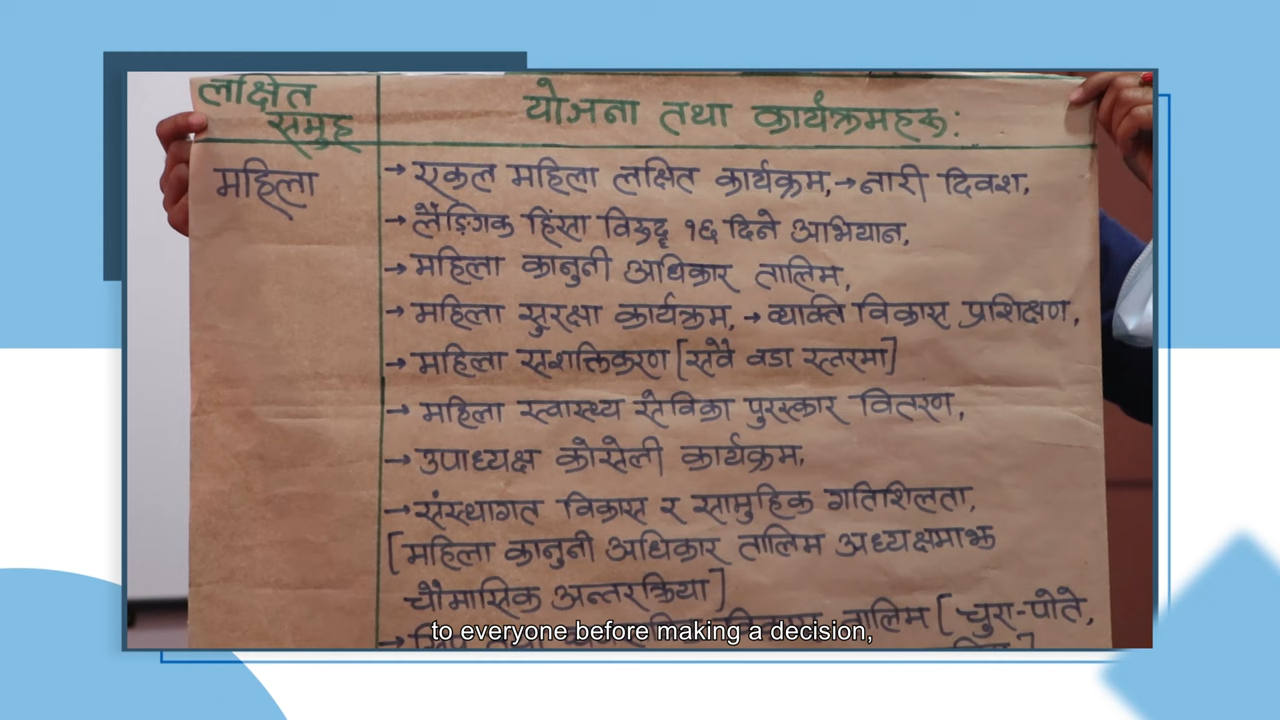 लक्षित
समुह
योजना तथा कार्यक्रमहरू:
महिला
→ एकल महिला लक्षित कार्यक्रम, → नारी दिवश,
→ लैङ्गिक हिंसा विरुद्ध १६ दिने अभियान,
→ महिला कानुनी अधिकार तालिम,
→ महिला सुरक्षा कार्यक्रम, → व्यक्ति विकास प्रशिक्षण,
→ महिला सशक्तिकरण [सवै वडा स्तरमा]
→ महिला स्वास्थ्य सेविका पुरस्कार वितरण,
→ उपाध्यक्ष कोसेली कार्यक्रम,
→ संस्थागत विकास र सामुहिक गतिशिलता,
[महिला कानुनी अधिकार तालिम अध्यक्षमाझ
चौमासिक अन्तरक्रिया]
→ तालिम [चुरा-पोते,
to everyone before making a decision,